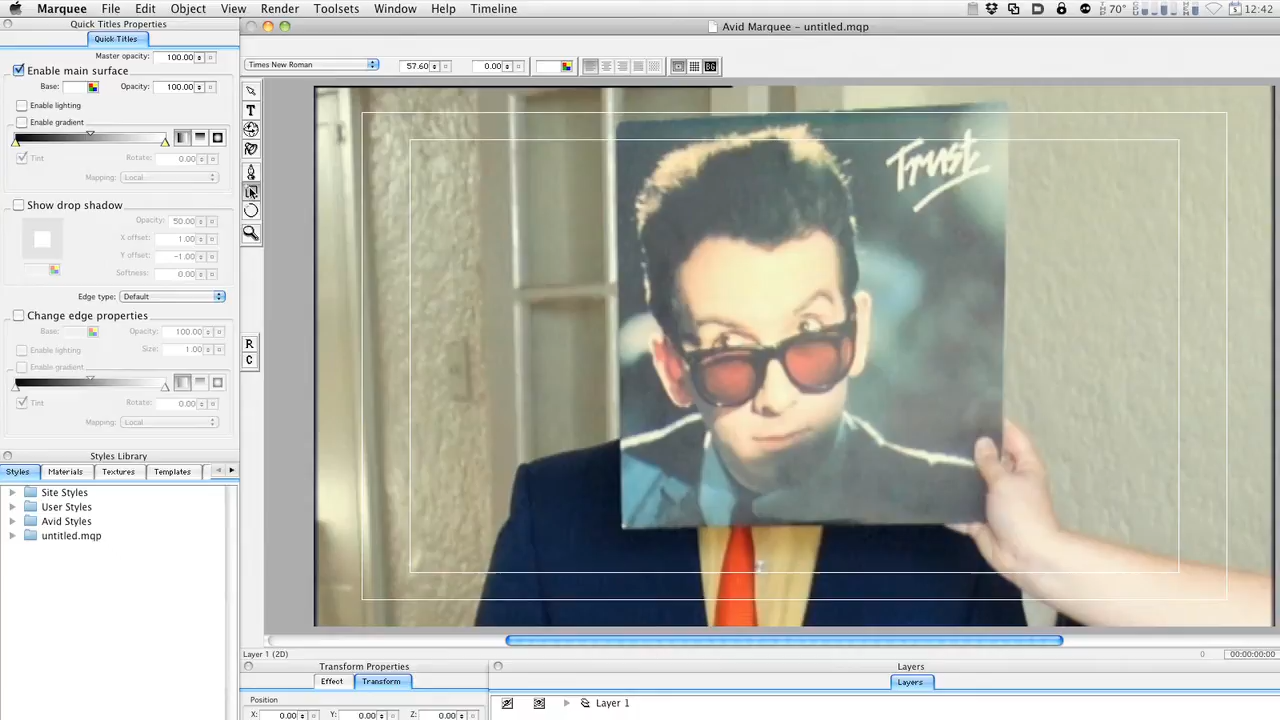 Marquee File Edit View Render Toolsets Window Help Timeline
70° 5 12:42
Quick Titles Properties
Quick Titles
Master opacity: 100.00
Enable main surface
Base: Opacity: 100.00
Enable lighting
Enable gradient
Tint Rotate: 0.00
Mapping: Local
Show drop shadow
Opacity: 50.00
X offset: 1.00
Y offset: -1.00
Softness: 0.00
Edge type: Default
Change edge properties
Base: Opacity: 100.00
Enable lighting Size: 1.00
Enable gradient
Tint Rotate: 0.00
Mapping: Local
Styles Library
Styles Materials Textures Templates
Site Styles
User Styles
Avid Styles
untitled.mqp
Avid Marquee – untitled.mqp
Times New Roman 57.60 0.00
T
R
C
Trust
Layer 1 (2D) 0 00:00:00:00
Transform Properties
Effect Transform
Position
X: 0.00 Y: 0.00 Z: 0.00
Layers
Layers
Layer 1